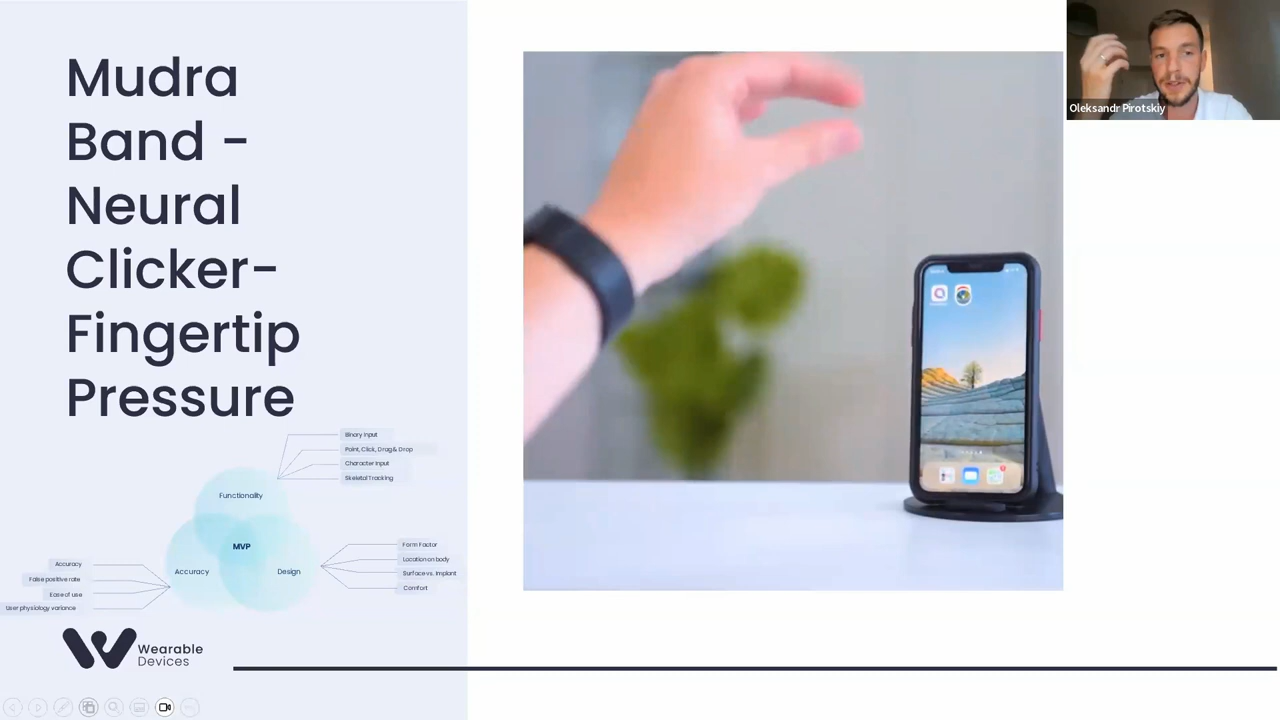 Mudra
Band -
Neural
Clicker-
Fingertip
Pressure
Oleksandr Pirotskiy
Binary Input
Point, Click, Drag & Drop
Character Input
Skeletal Tracking
Functionality
MVP
Accuracy
Design
Form Factor
Location on body
Surface vs. Implant
Comfort
Accuracy
False positive rate
Ease of use
User physiology variance
Wearable
Devices